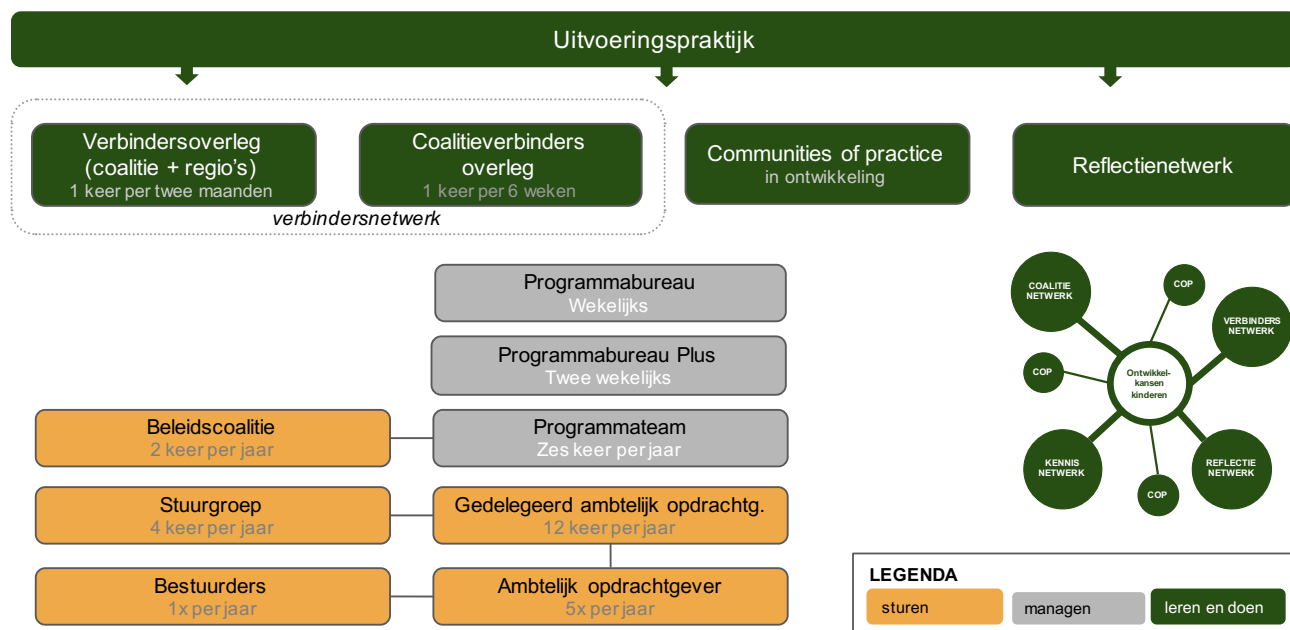 Uitvoeringspraktijk
Verbindersoverleg
(coalitie + regio's)
1 keer per twee maanden
Coalitieverbinders
overleg
1 keer per 6 weken
Communities of practice
in ontwikkeling
Reflectienetwerk
verbindersnetwerk
Programmabureau
Wekelijks
Programmabureau Plus
Twee wekelijks
Beleidscoalitie
2 keer per jaar
Programmateam
Zes keer per jaar
Stuurgroep
4 keer per jaar
Gedelegeerd ambtelijk opdrachtg.
12 keer per jaar
Bestuurders
1x per jaar
Ambtelijk opdrachtgever
5x per jaar
COALITIE
NETWERK
COP
VERBINDERS
NETWERK
COP
Ontwikkel-
kansen
kinderen
KENNIS
NETWERK
COP
REFLECTIE
NETWERK
LEGENDA
sturen
managen
leren en doen